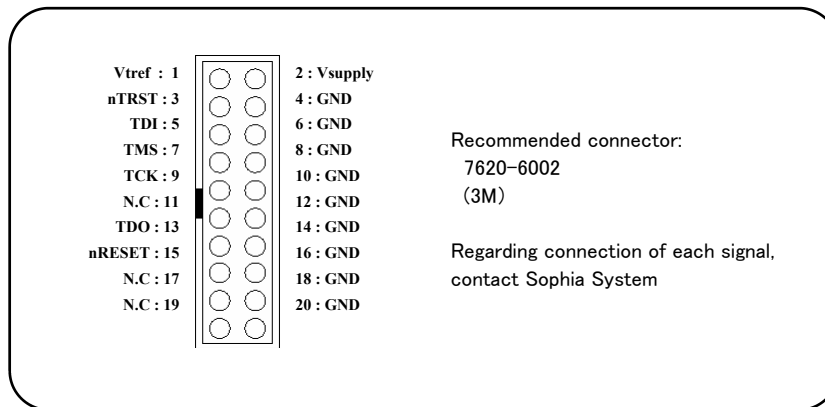 Vtref : 1 2 : Vsupply
nTRST : 3 4 : GND
TDI : 5 6 : GND
TMS : 7 8 : GND
TCK : 9 10 : GND
N.C : 11 12 : GND
TDO : 13 14 : GND
nRESET : 15 16 : GND
N.C : 17 18 : GND
N.C : 19 20 : GND
Recommended connector:
7620-6002
(3M)
Regarding connection of each signal,
contact Sophia System